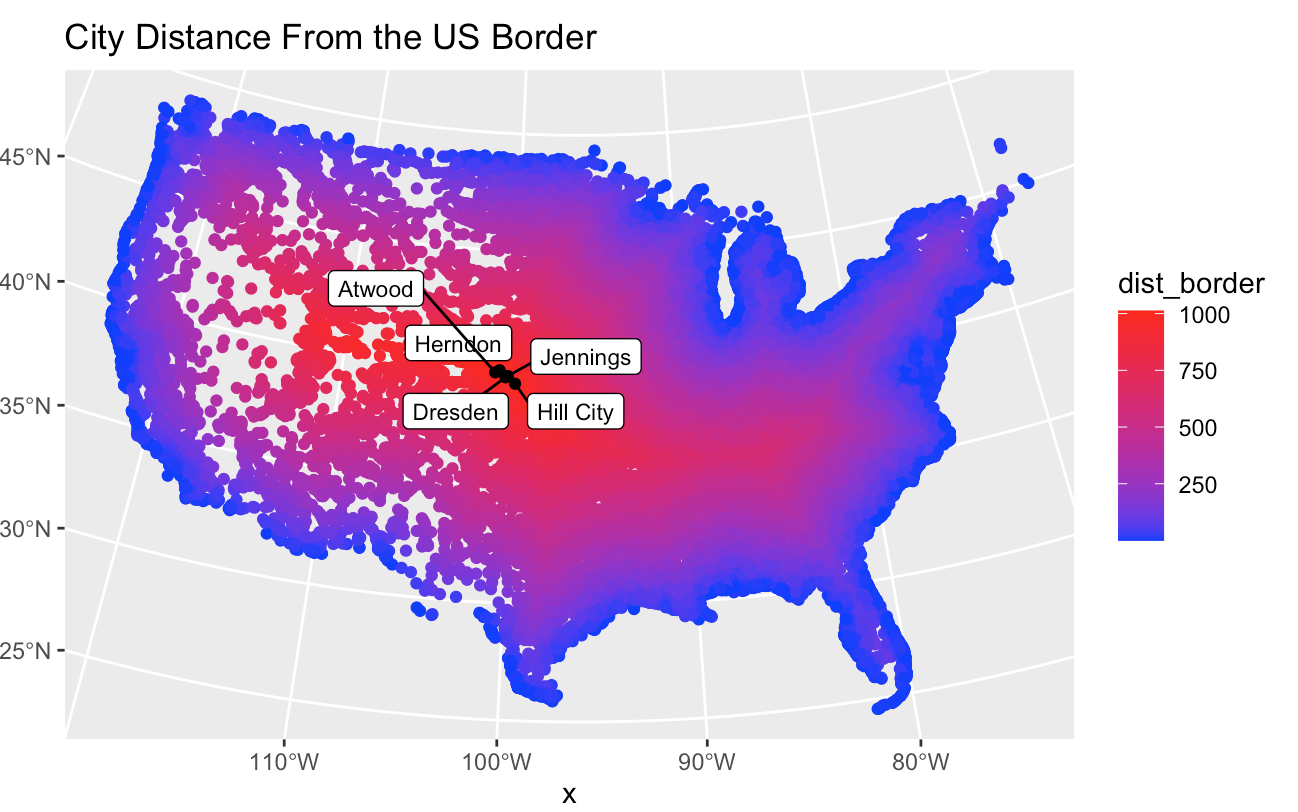 City Distance From the US Border
45°N
40°N
35°N
30°N
25°N
Atwood
Herndon
Jennings
Dresden
Hill City
110°W
100°W
90°W
80°W
x
dist_border
1000
750
500
250